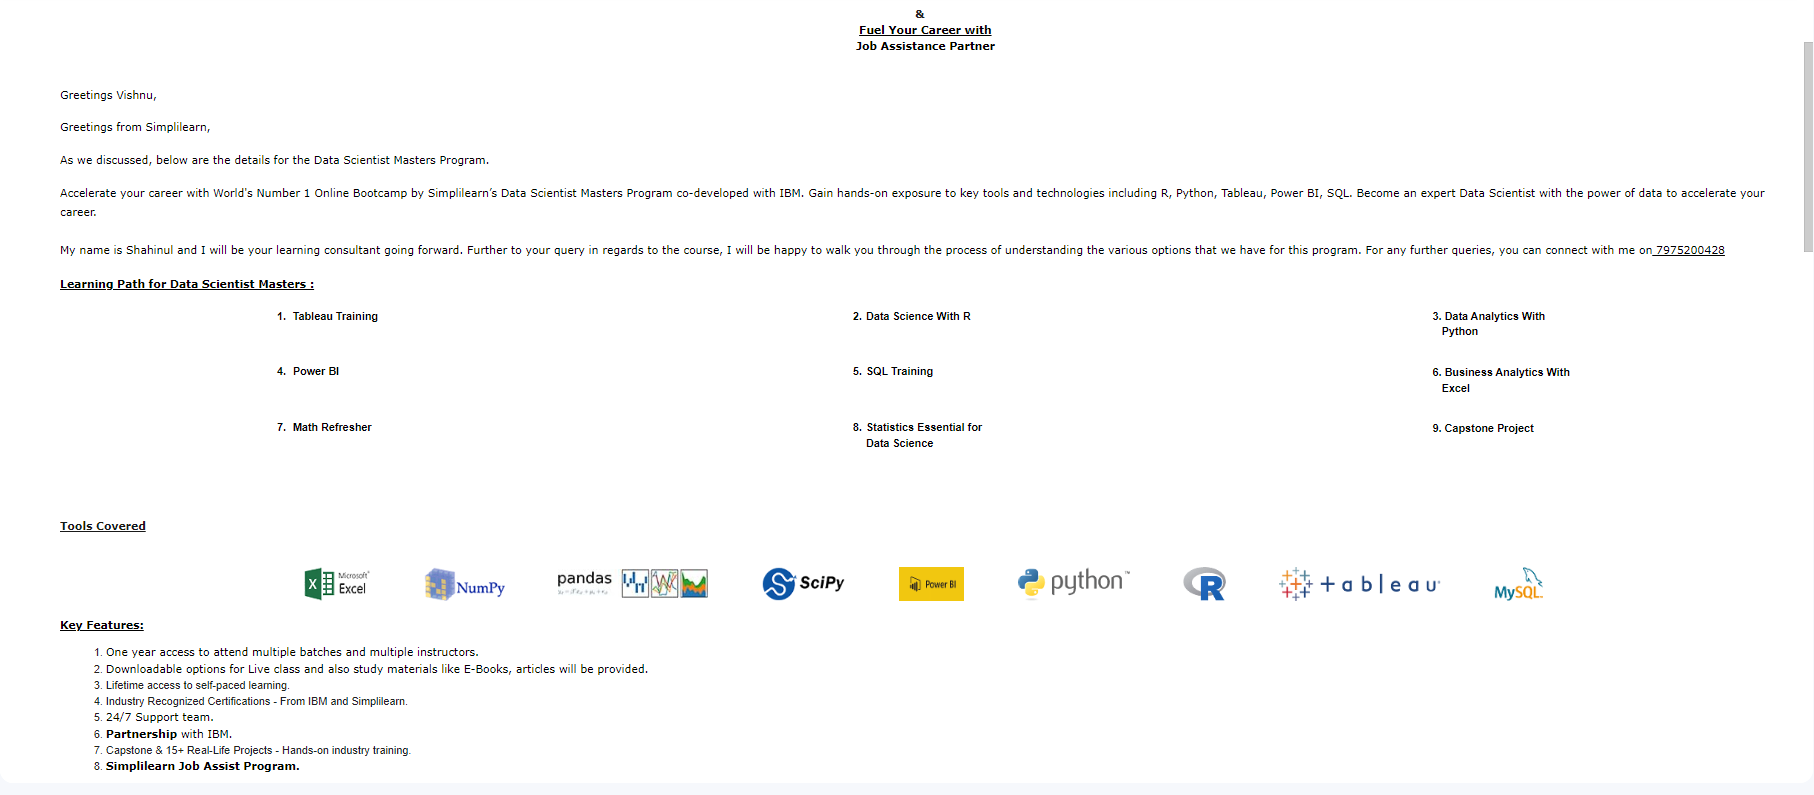 &
Fuel Your Career with
Job Assistance Partner
Greetings Vishnu,
Greetings from Simplilearn,
As we discussed, below are the details for the Data Scientist Masters Program.
Accelerate your career with World's Number 1 Online Bootcamp by Simplilearn's Data Scientist Masters Program co-developed with IBM. Gain hands-on exposure to key tools and technologies including R, Python, Tableau, Power BI, SQL. Become an expert Data Scientist with the power of data to accelerate your
career.
My name is Shahinul and I will be your learning consultant going forward. Further to your query in regards to the course, I will be happy to walk you through the process of understanding the various options that we have for this program. For any further queries, you can connect with me on 7975200428
Learning Path for Data Scientist Masters :
1. Tableau Training
2. Data Science With R
3. Data Analytics With
Python
4. Power BI
5. SQL Training
6. Business Analytics With
Excel
7. Math Refresher
8. Statistics Essential for
Data Science
9. Capstone Project
Tools Covered
Microsoft®
Excel
NumPy
pandas
SciPy
Power BI
python™
R
+ableau
MySQL
Key Features:
1. One year access to attend multiple batches and multiple instructors.
2. Downloadable options for Live class and also study materials like E-Books, articles will be provided.
3. Lifetime access to self-paced learning.
4. Industry Recognized Certifications - From IBM and Simplilearn.
5. 24/7 Support team.
6. Partnership with IBM.
7. Capstone & 15+ Real-Life Projects - Hands-on industry training.
8. Simplilearn Job Assist Program.